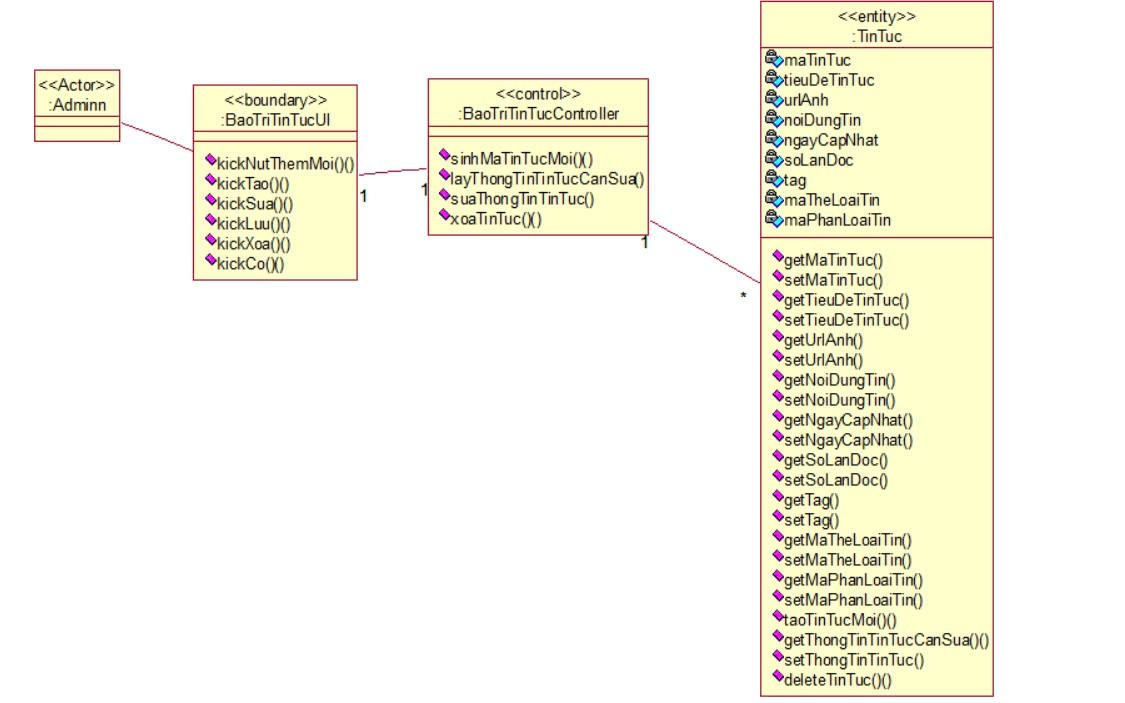 <<Actor>>
:Adminn
<<boundary>>
:BaoTriTinTucUI
kickNutThemMoi()()
kickTao()()
kickSua()()
kickLuu()()
kickXoa()()
kickCo()()
1
<<control>>
:BaoTriTinTucController
sinhMaTinTucMoi()()
layThongTinTinTucCanSua()
suaThongTinTinTuc()
xoaTinTuc()()
1
1
*
<<entity>>
:TinTuc
maTinTuc
tieuDeTinTuc
urlAnh
noiDungTin
ngayCapNhat
soLanDoc
tag
maTheLoaiTin
maPhanLoaiTin
getMaTinTuc()
setMaTinTuc()
getTieuDeTinTuc()
setTieuDeTinTuc()
getUrlAnh()
setUrlAnh()
getNoiDungTin()
setNoiDungTin()
getNgayCapNhat()
setNgayCapNhat()
getSoLanDoc()
setSoLanDoc()
getTag()
setTag()
getMaTheLoaiTin()
setMaTheLoaiTin()
getMaPhanLoaiTin()
setMaPhanLoaiTin()
taoTinTucMoi()()
getThongTinTinTucCanSua()()
setThongTinTinTuc()
deleteTinTuc()()